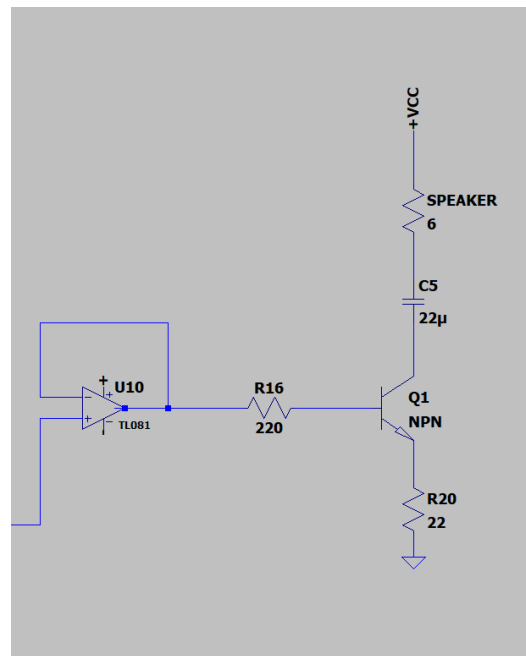 +VCC
SPEAKER
6
C5
22µ
U10
TL081
R16
220
Q1
NPN
R20
22